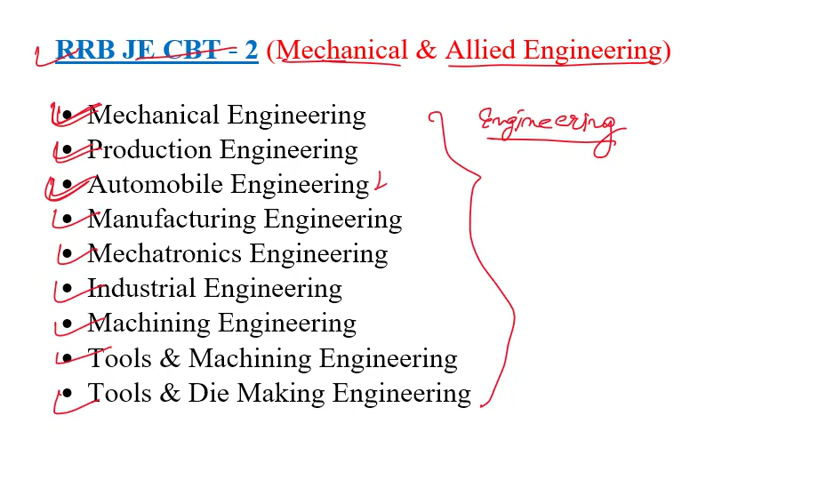 RRB JE CBT - 2 (Mechanical & Allied Engineering)
• Mechanical Engineering
Engineering
• Production Engineering
• Automobile Engineering
• Manufacturing Engineering
• Mechatronics Engineering
• Industrial Engineering
• Machining Engineering
• Tools & Machining Engineering
• Tools & Die Making Engineering